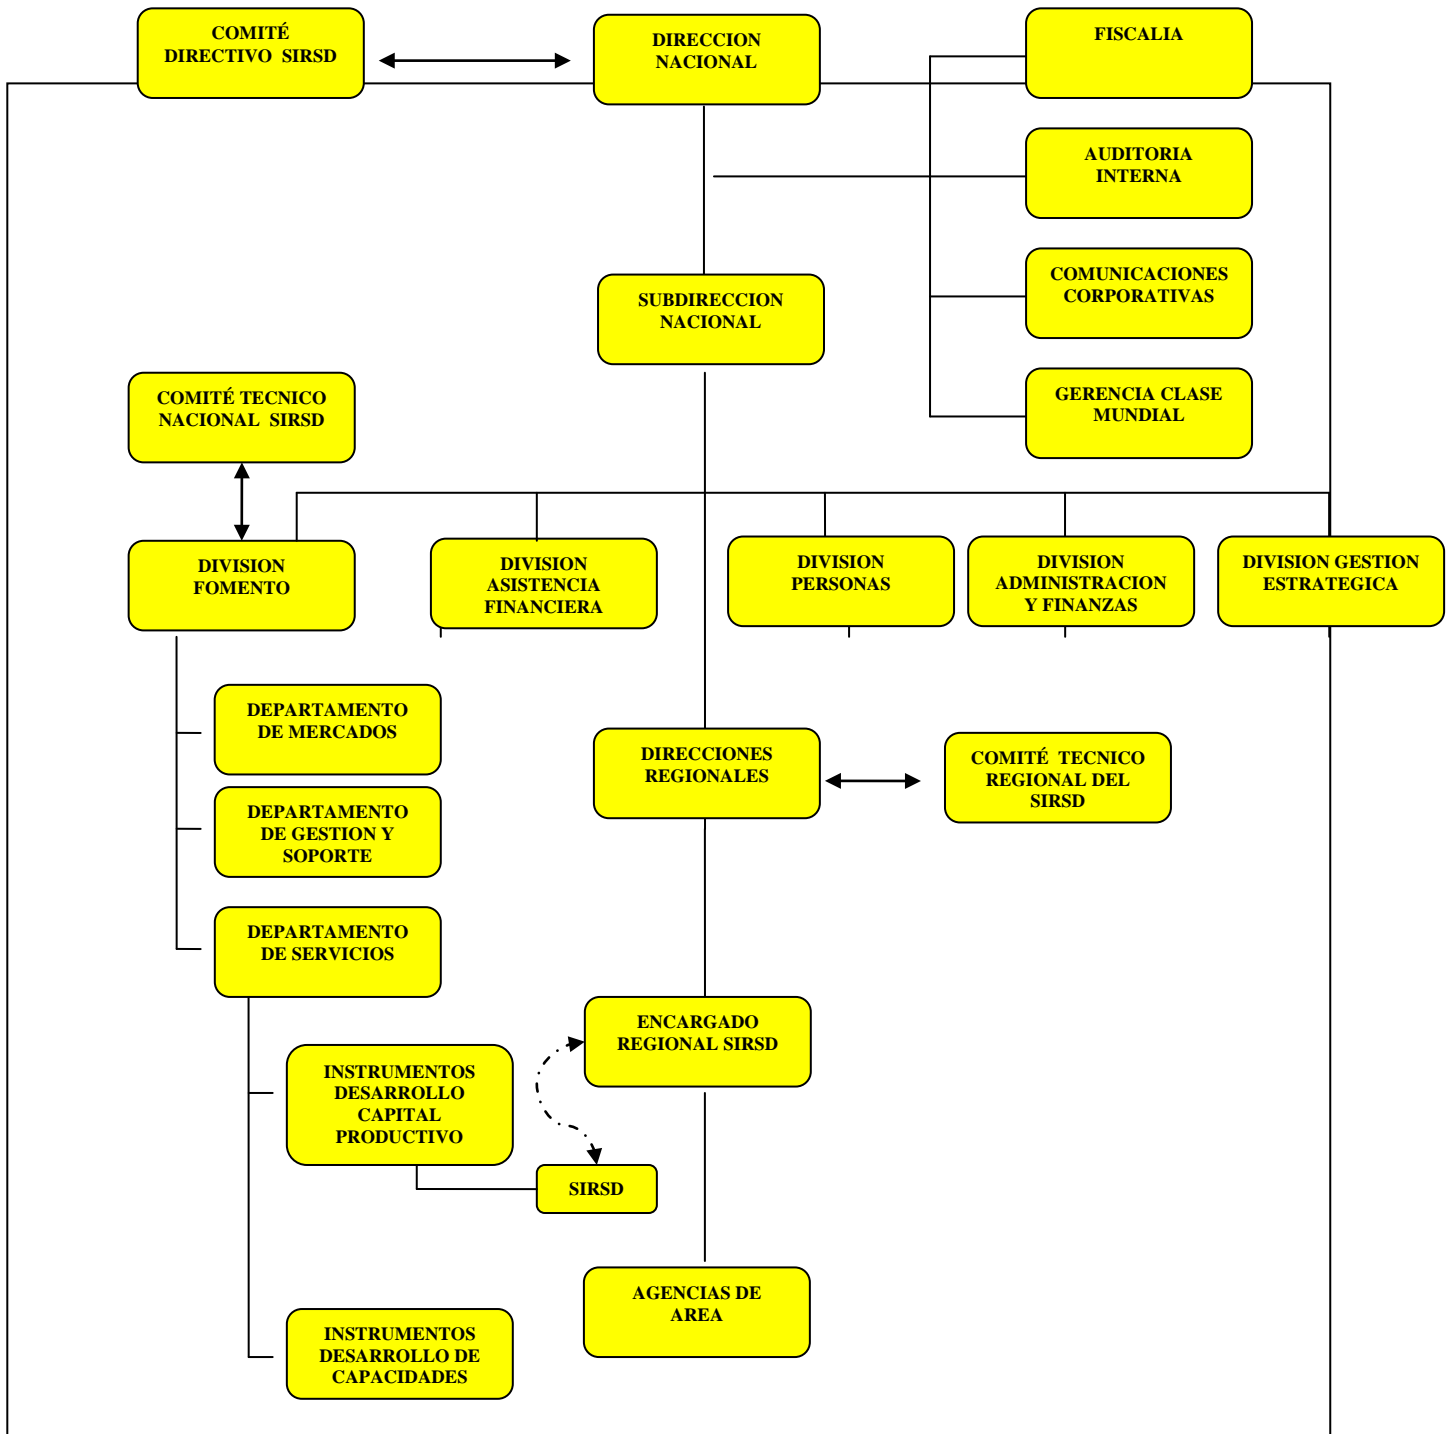 COMITÉ
DIRECTIVO SIRSD
DIRECCION
NACIONAL
FISCALIA
AUDITORIA
INTERNA
COMUNICACIONES
CORPORATIVAS
SUBDIRECCION
NACIONAL
GERENCIA CLASE
MUNDIAL
COMITÉ TECNICO
NACIONAL SIRSD
DIVISION
FOMENTO
DIVISION
ASISTENCIA
FINANCIERA
DIVISION
PERSONAS
DIVISION
ADMINISTRACION
Y FINANZAS
DIVISION GESTION
ESTRATEGICA
DEPARTAMENTO
DE MERCADOS
DIRECCIONES
REGIONALES
COMITÉ TECNICO
REGIONAL DEL
SIRSD
DEPARTAMENTO
DE GESTION Y
SOPORTE
DEPARTAMENTO
DE SERVICIOS
ENCARGADO
REGIONAL SIRSD
INSTRUMENTOS
DESARROLLO
CAPITAL
PRODUCTIVO
SIRSD
AGENCIAS DE
AREA
INSTRUMENTOS
DESARROLLO DE
CAPACIDADES